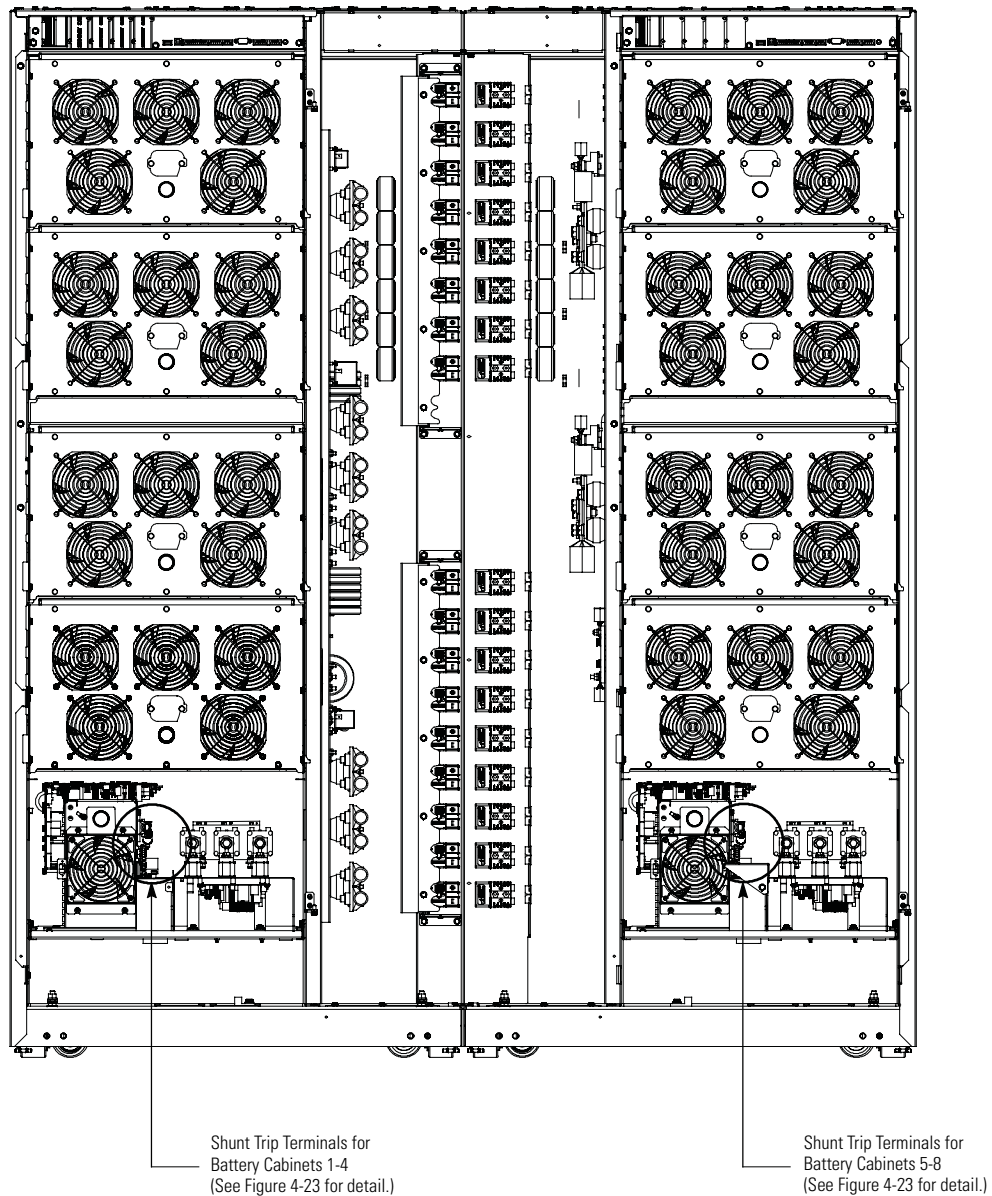 Shunt Trip Terminals for
Battery Cabinets 1-4
(See Figure 4-23 for detail.)
Shunt Trip Terminals for
Battery Cabinets 5-8
(See Figure 4-23 for detail.)